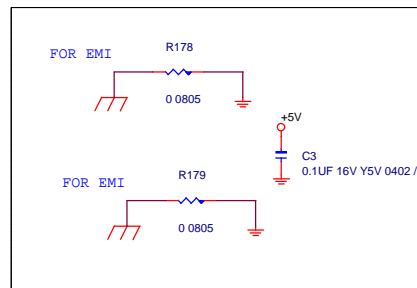 R178
FOR EMI
0 0805
+5V
C3
0.1UF 16V Y5V 0402 /
R179
FOR EMI
0 0805